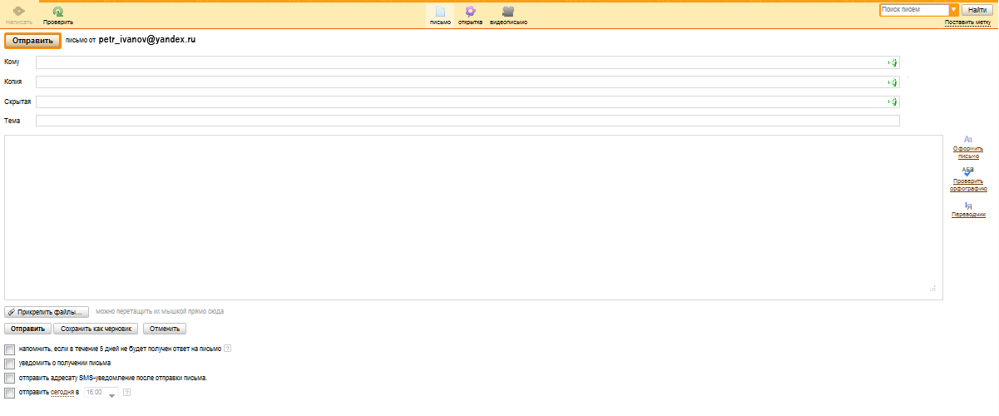 Написать
Проверить
письмо
открытка
видеописьмо
Поиск писем
Найти
Поставить метку
Отправить
письмо от petr_ivanov@yandex.ru
Кому
Копия
Скрытая
Тема
Aa
Оформить
письмо
АБВ
Проверить
орфографию
Переводчик
Прикрепить файлы...
можно перетащить их мышкой прямо сюда
Отправить
Сохранить как черновик
Отменить
напомнить, если в течение 5 дней не будет получен ответ на письмо ?
уведомить о получении письма
отправить адресату SMS-уведомление после отправки письма.
отправить сегодня в 16:00 ?